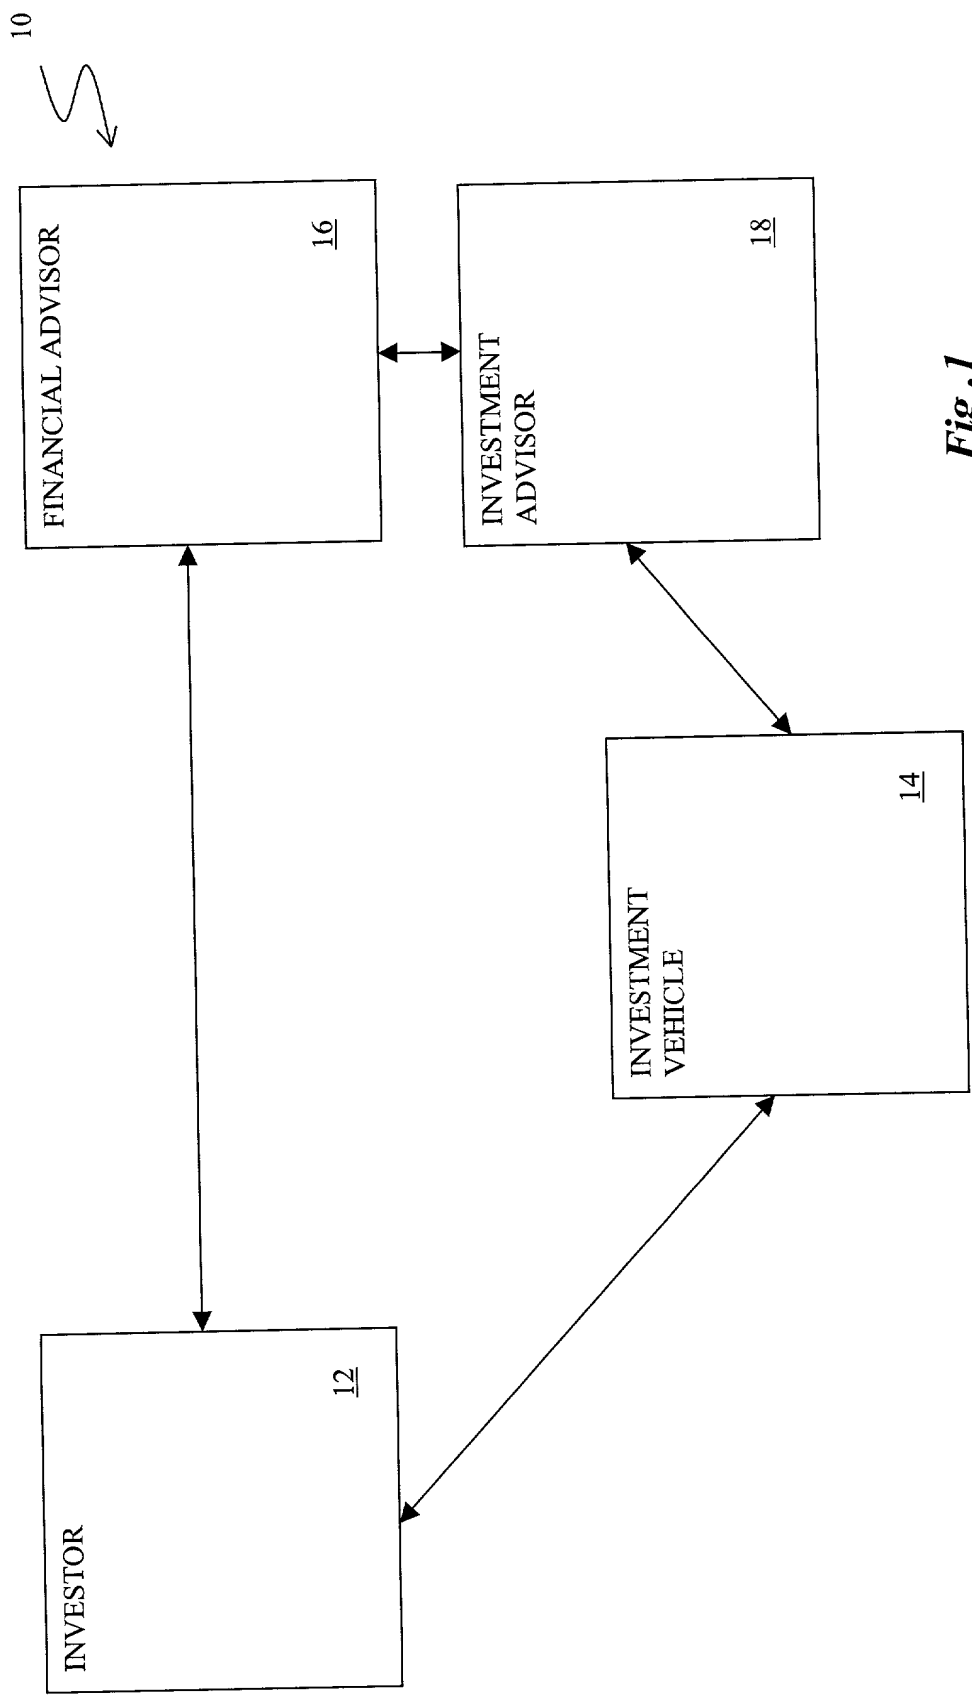 10
INVESTOR
12
FINANCIAL ADVISOR
16
INVESTMENT
VEHICLE
14
INVESTMENT
ADVISOR
18
Fig.1